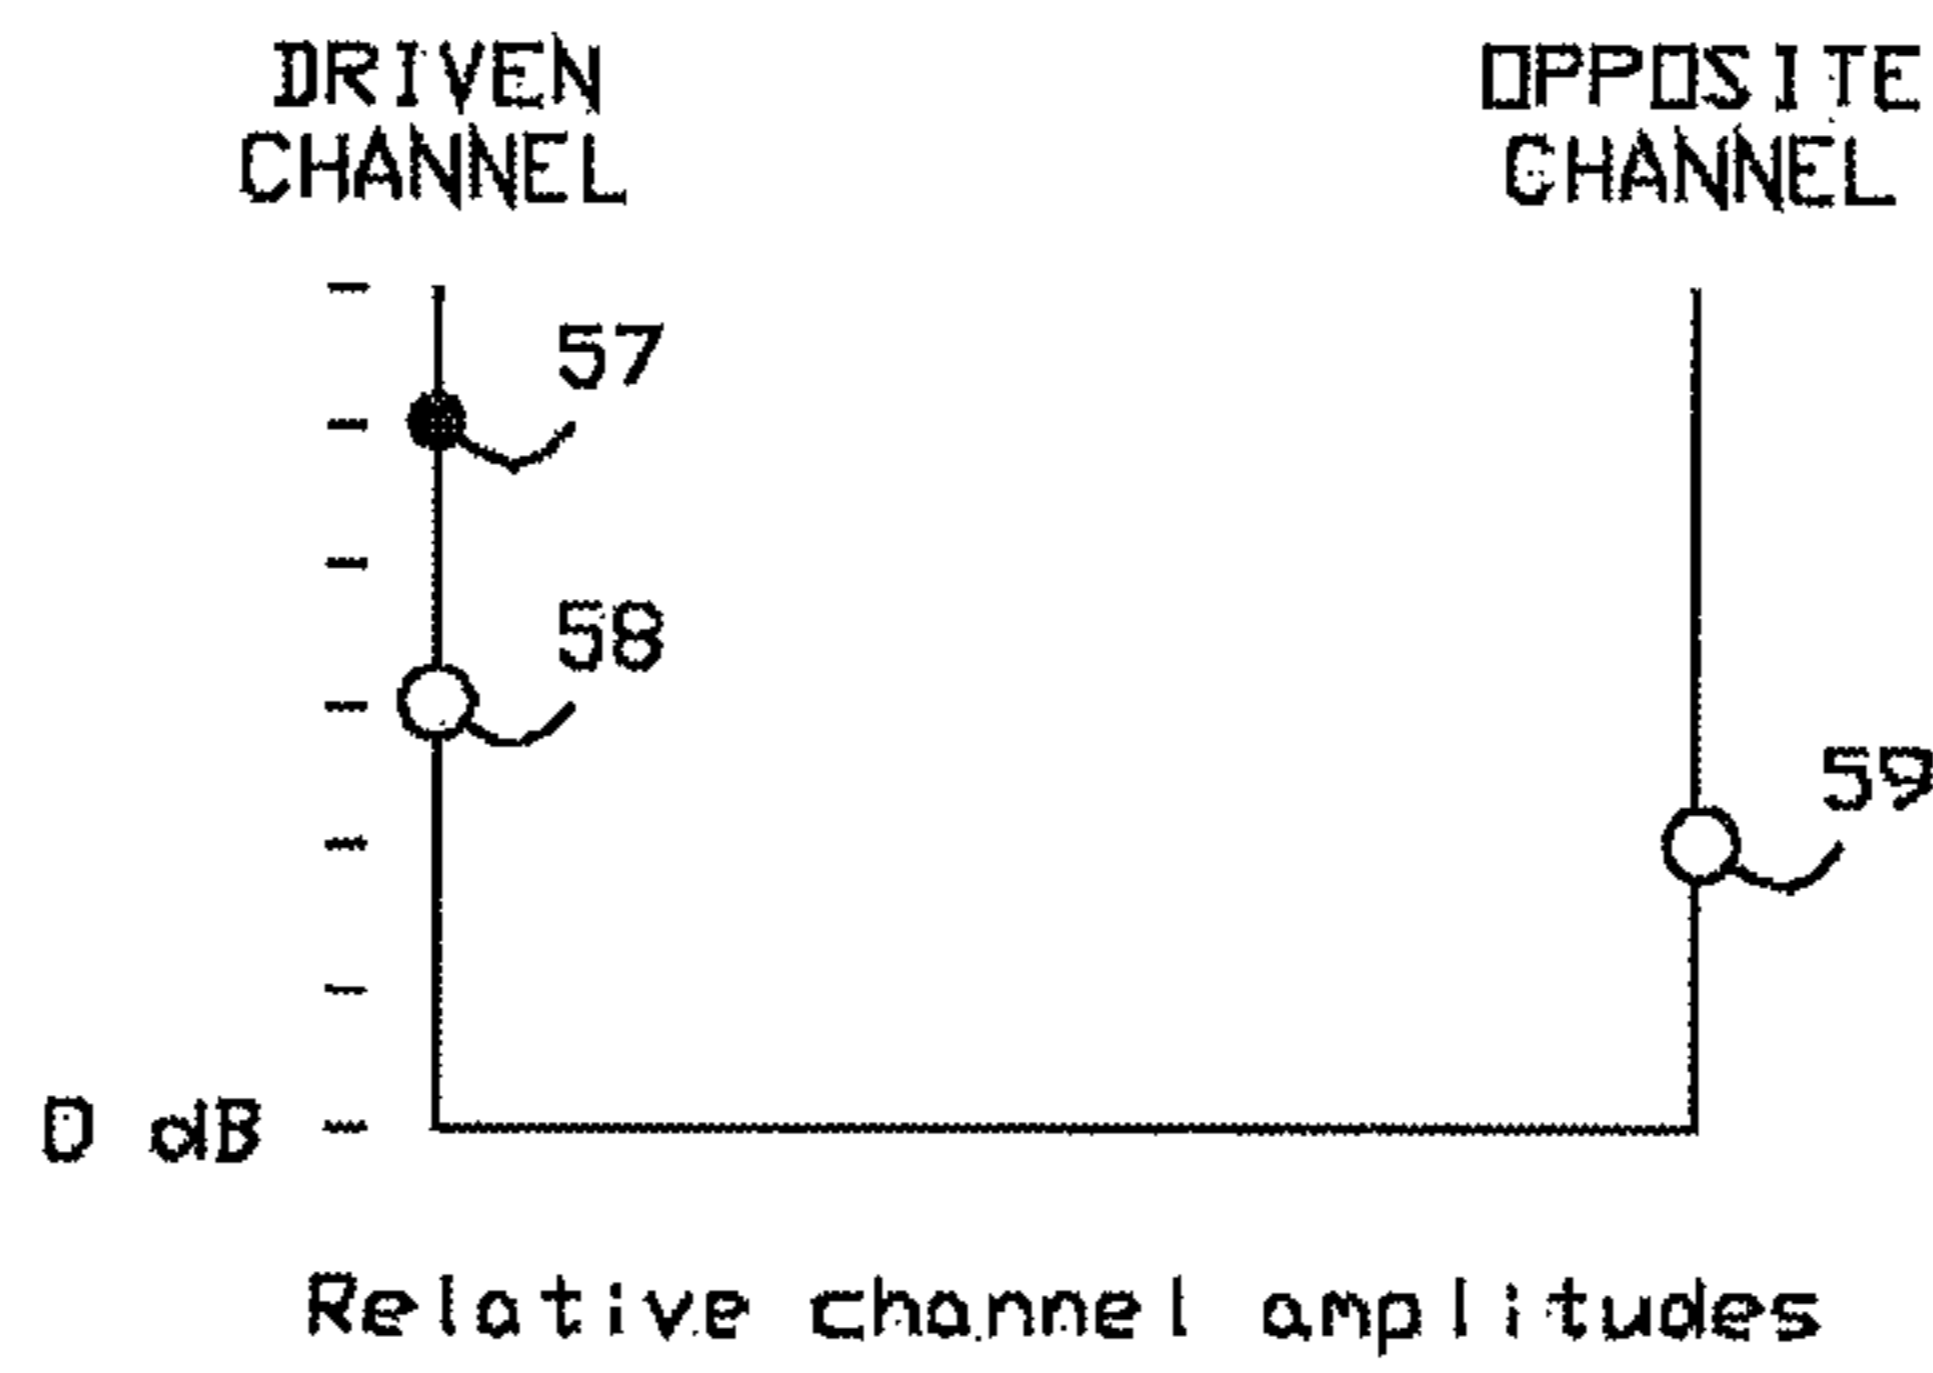 DRIVEN
CHANNEL
OPPOSITE
CHANNEL
57
58
59
0 dB
Relative channel amplitudes